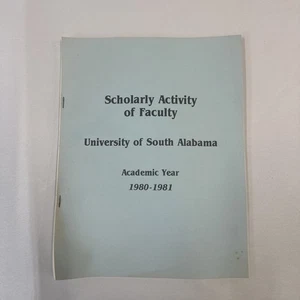 Scholarly Activity
of Faculty
University of South Alabama
Academic Year
1980-1981